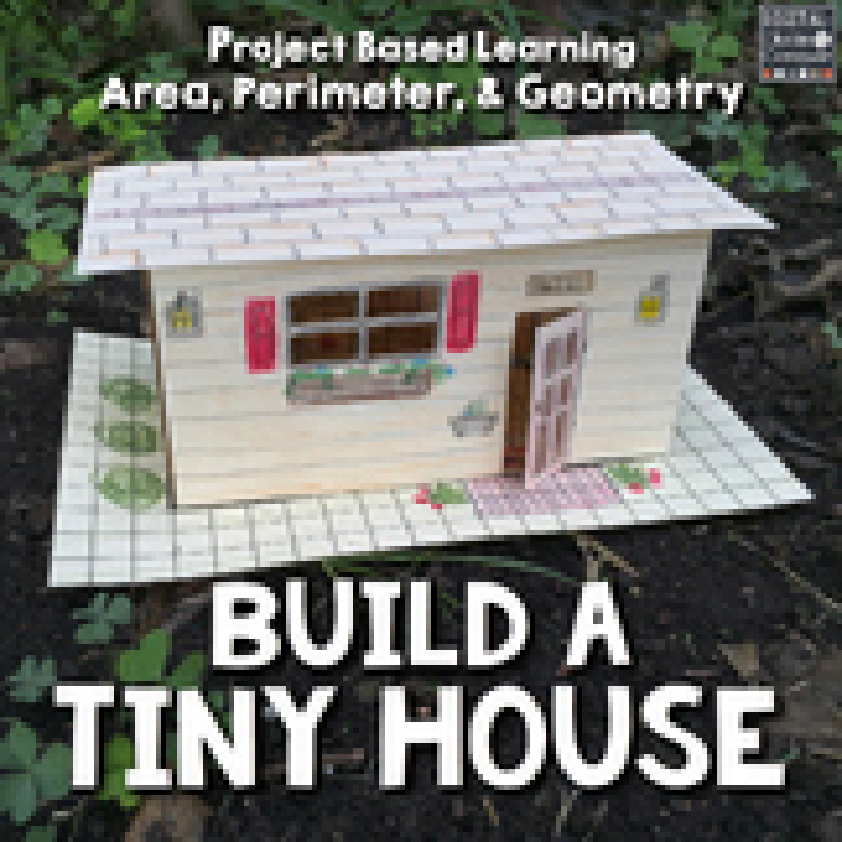 Project Based Learning
Area, Perimeter, & Geometry
BUILD A
TINY HOUSE